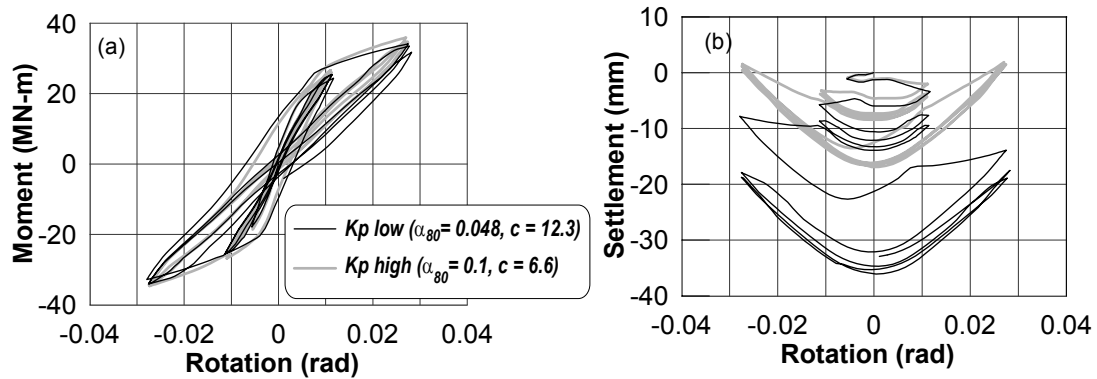 (a)
Moment (MN-m)
40
20
0
-20
-40
-0.04 -0.02 0 0.02 0.04
Rotation (rad)
Kp low (α80= 0.048, c = 12.3)
Kp high (α80= 0.1, c = 6.6)
(b)
Settlement (mm)
10
0
-10
-20
-30
-40
-0.04 -0.02 0 0.02 0.04
Rotation (rad)